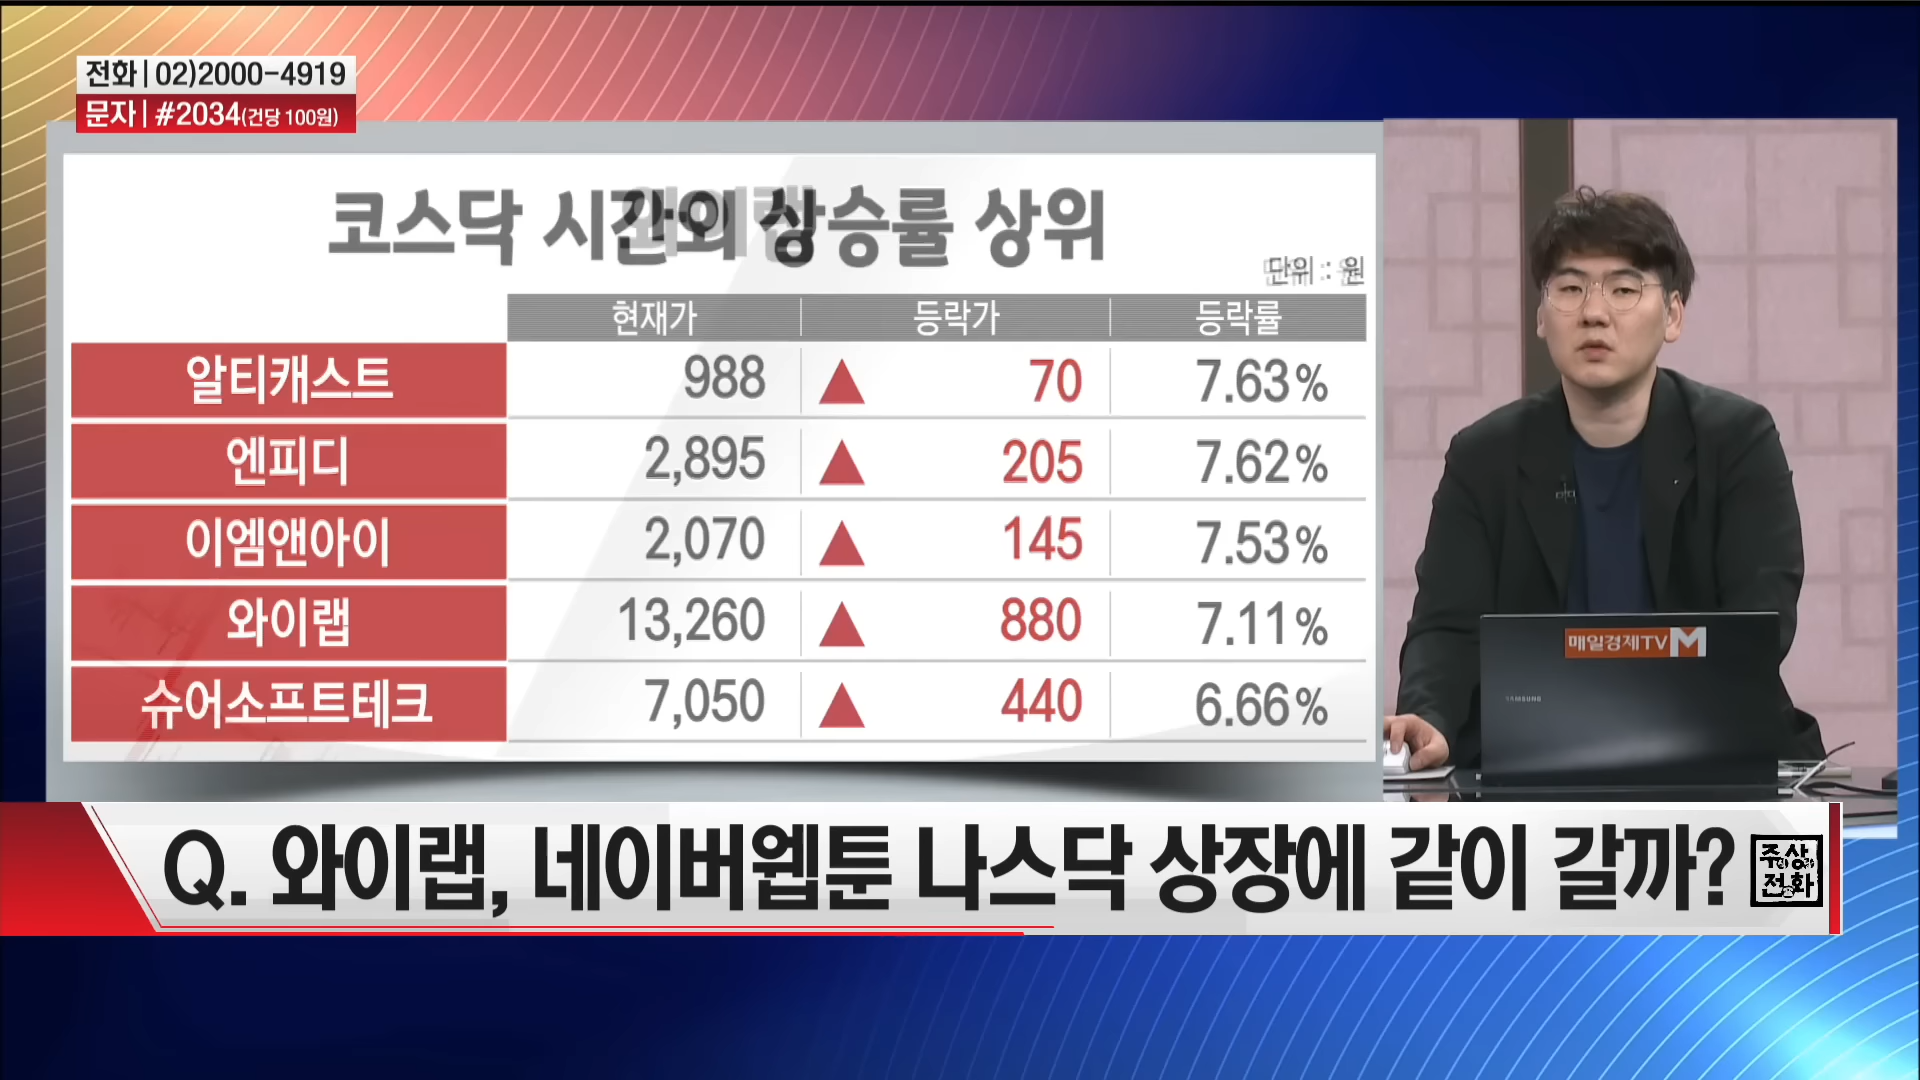 전화 | 02)2000-4919
문자 | #2034(건당 100원)
코스닥 시간외 상승률 상위
단위 : 원
현재가 등락가 등락률
알티캐스트 988 ▲ 70 7.63%
엔피디 2,895 ▲ 205 7.62%
이엠앤아이 2,070 ▲ 145 7.53%
와이랩 13,260 ▲ 880 7.11%
슈어소프트테크 7,050 ▲ 440 6.66%
매일경제TV M
SAMSUNG
Q. 와이랩, 네이버웹툰 나스닥 상장에 같이 갈까?
주상
전화